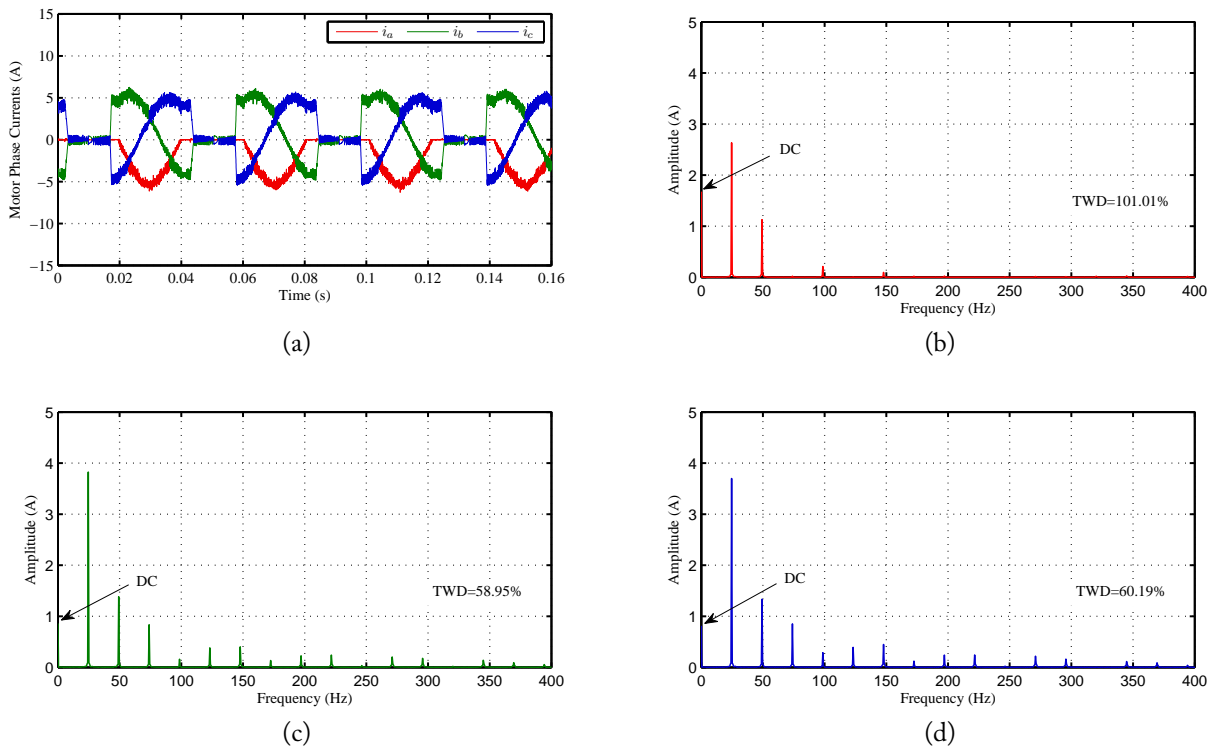 15
10
5
0
−5
−10
−15
Motor Phase Currents (A)
i_a i_b i_c
0 0.02 0.04 0.06 0.08 0.1 0.12 0.14 0.16
Time (s)
(a)
5
4
3
2
1
0
Amplitude (A)
DC
TWD=101.01%
0 50 100 150 200 250 300 350 400
Frequency (Hz)
(b)
5
4
3
2
1
0
Amplitude (A)
DC
TWD=58.95%
0 50 100 150 200 250 300 350 400
Frequency (Hz)
(c)
5
4
3
2
1
0
Amplitude (A)
DC
TWD=60.19%
0 50 100 150 200 250 300 350 400
Frequency (Hz)
(d)